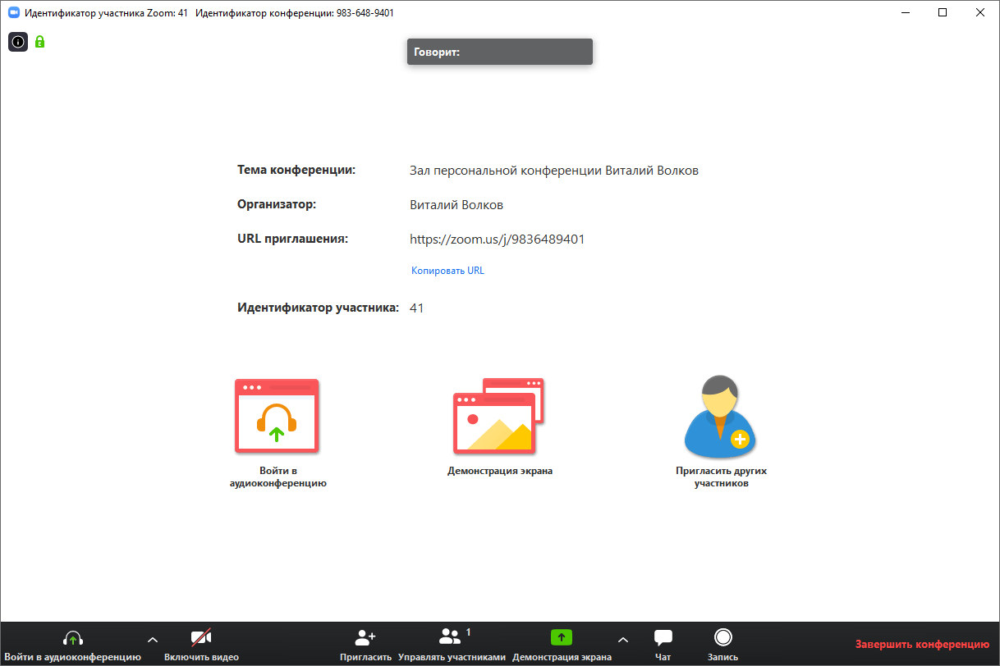 Идентификатор участника Zoom: 41 Идентификатор конференции: 983-648-9401
Говорит:
Тема конференции: Зал персональной конференции Виталий Волков
Организатор: Виталий Волков
URL приглашения: https://zoom.us/j/9836489401
Копировать URL
Идентификатор участника: 41
Войти в
аудиоконференцию
Демонстрация экрана
Пригласить других
участников
Войти в аудиоконференцию
Включить видео
Пригласить
1
Управлять участниками
Демонстрация экрана
Чат
Запись
Завершить конференцию